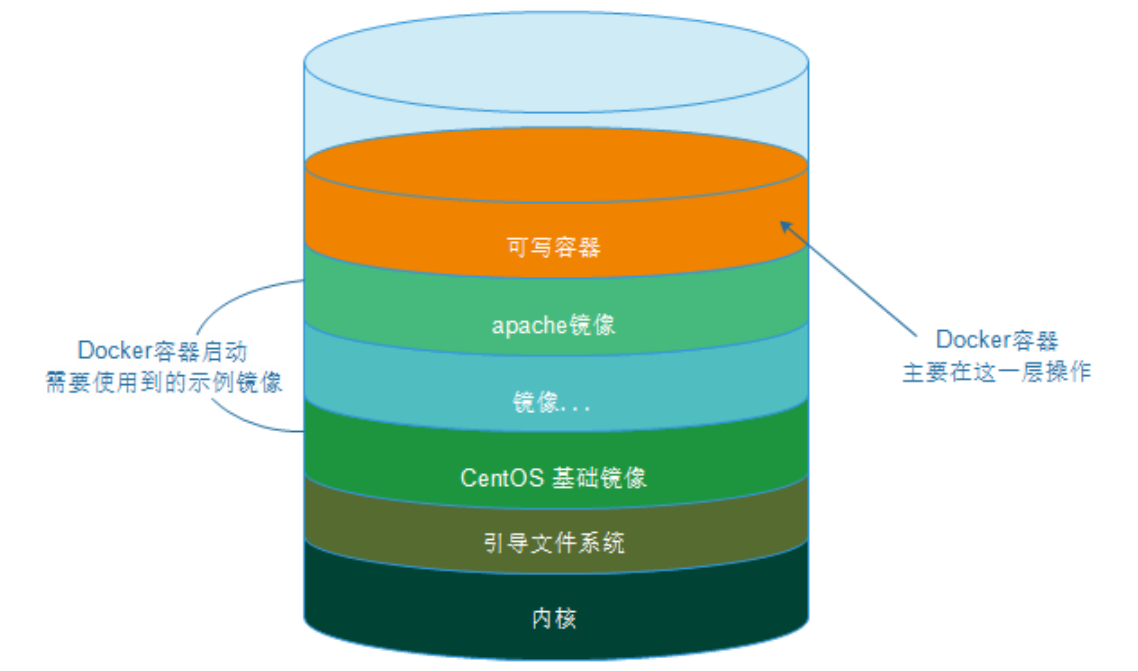 可写容器
apache镜像
镜像...
CentOS 基础镜像
引导文件系统
内核
Docker容器启动
需要使用到的示例镜像
Docker容器
主要在这一层操作